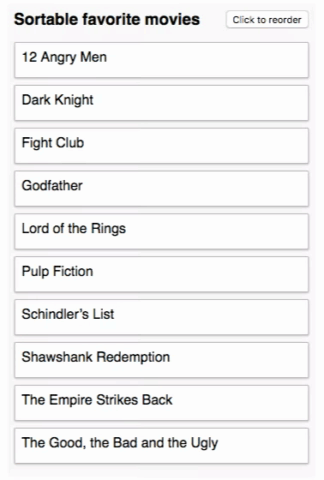 Sortable favorite movies
Click to reorder
12 Angry Men
Dark Knight
Fight Club
Godfather
Lord of the Rings
Pulp Fiction
Schindler’s List
Shawshank Redemption
The Empire Strikes Back
The Good, the Bad and the Ugly